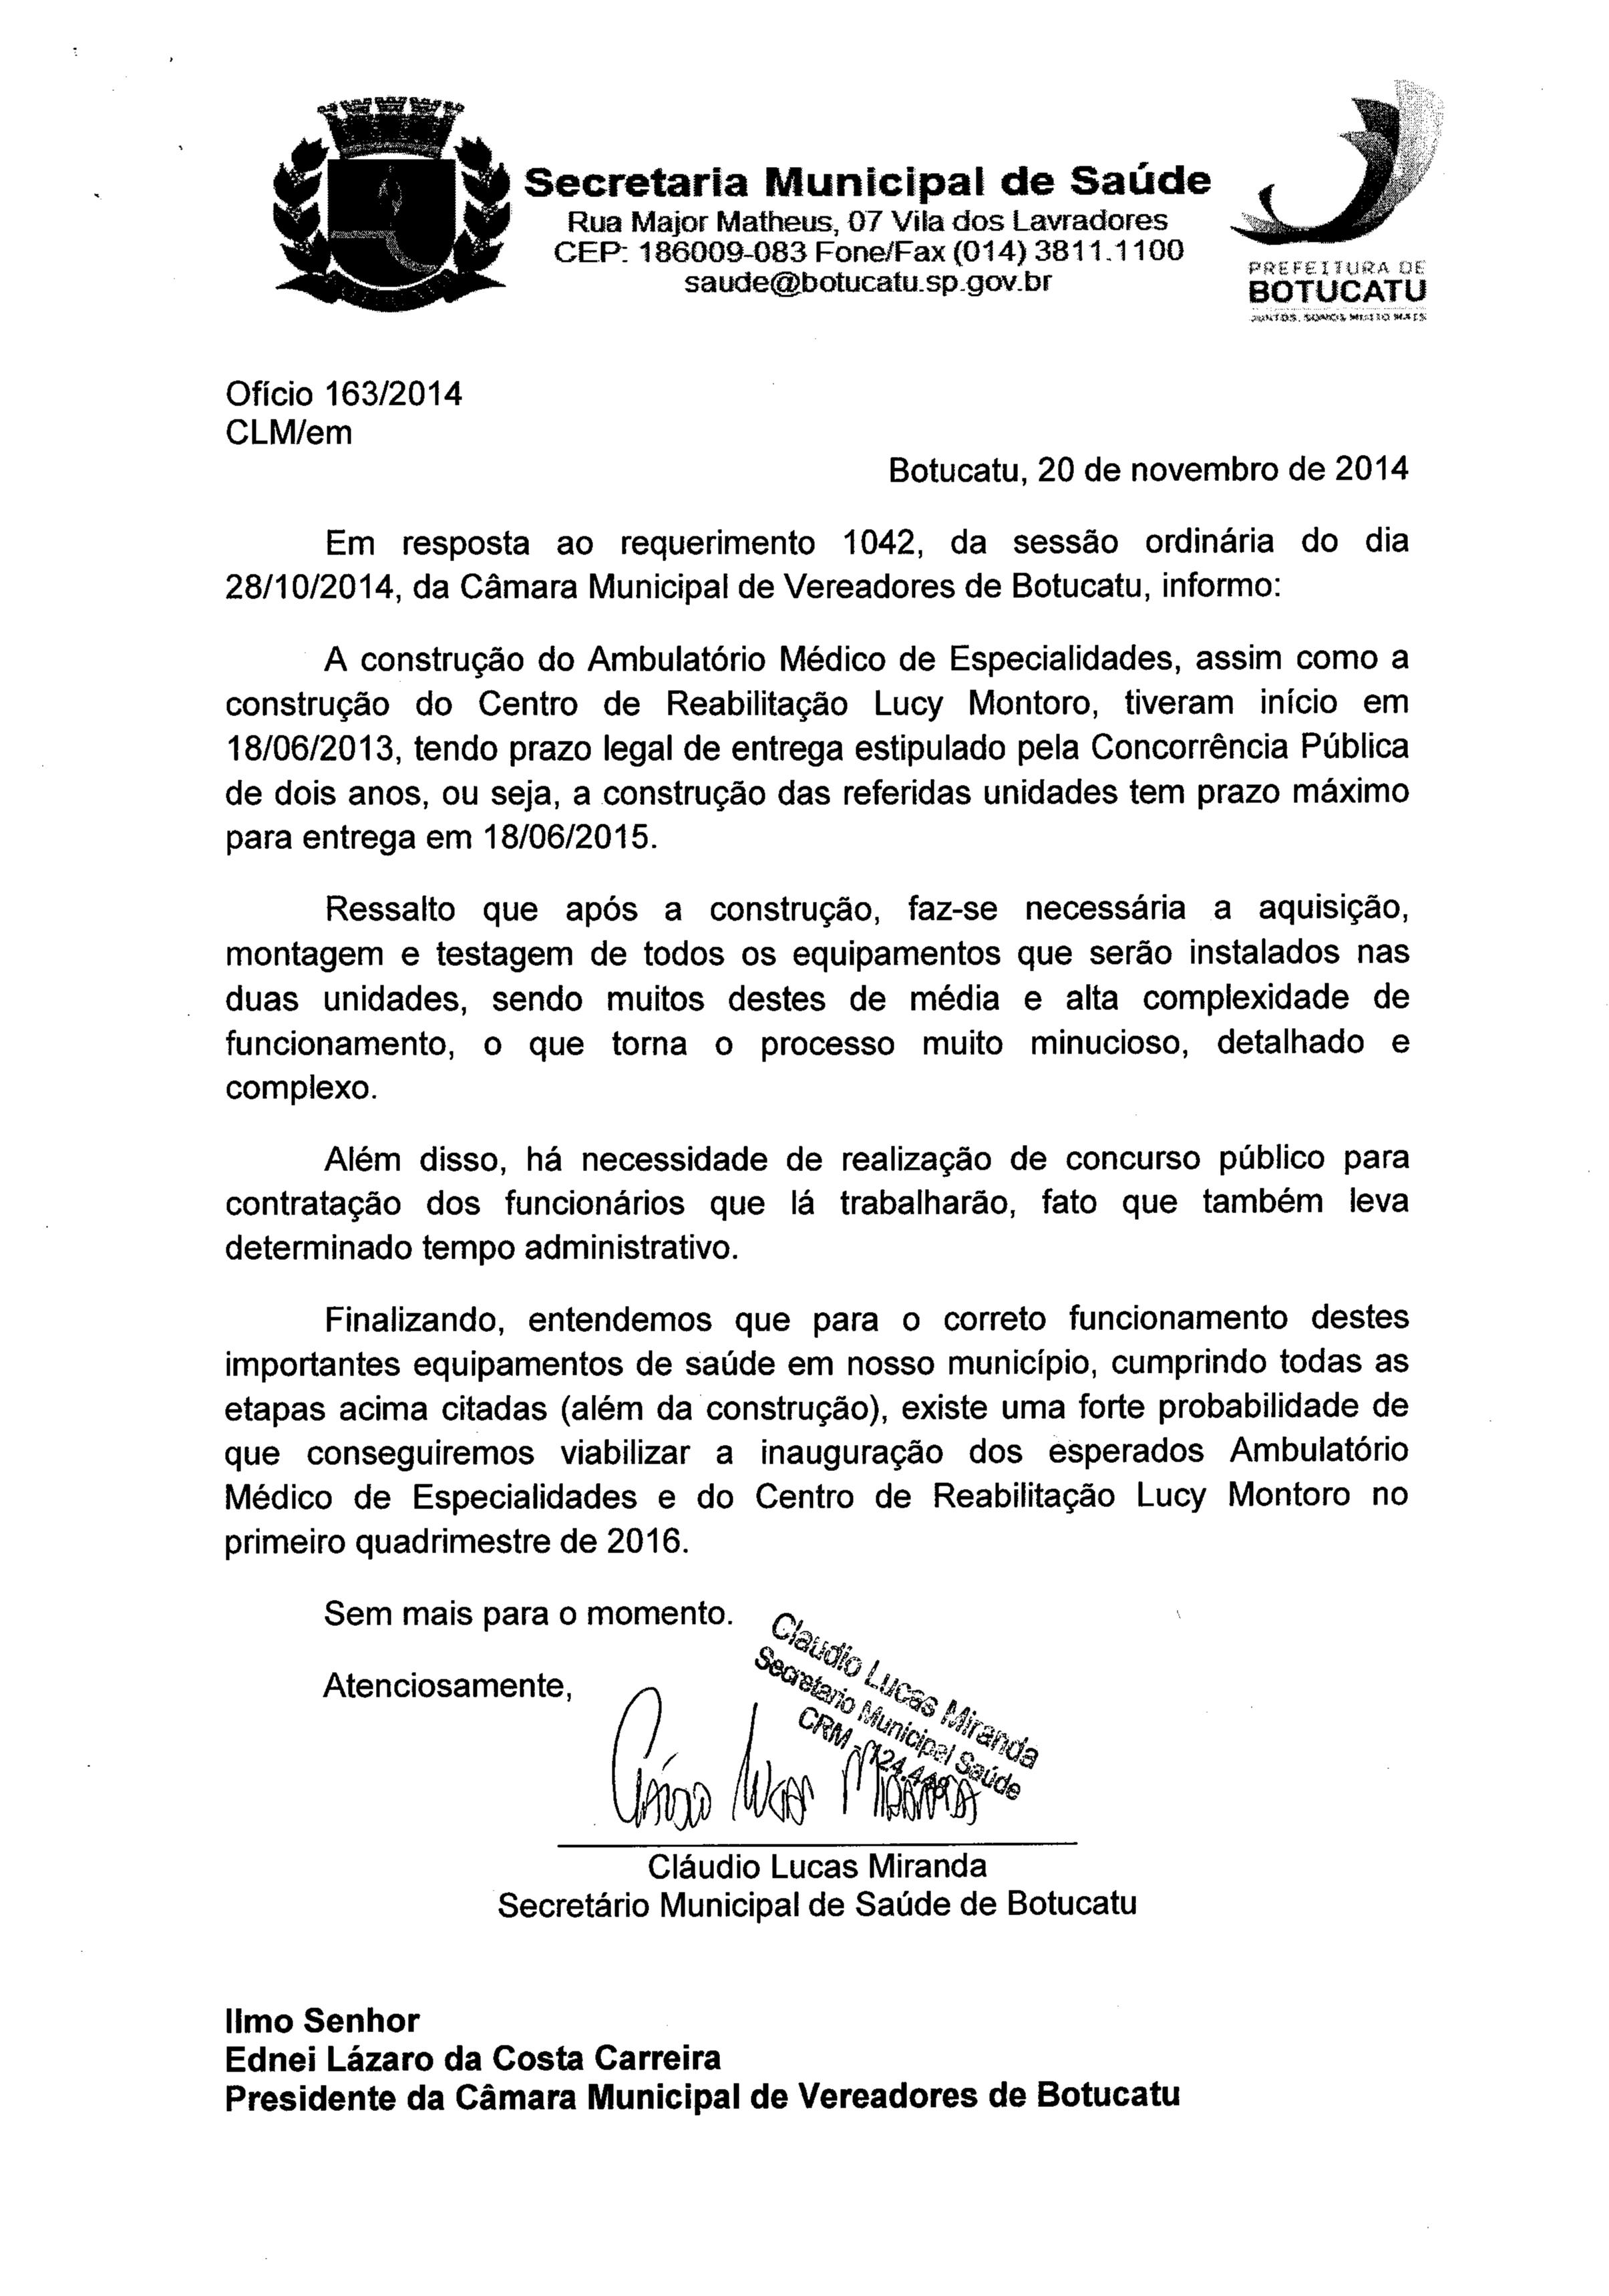 Secretaria Municipal de Saúde
Rua Major Matheus, 07 Vila dos Lavradores
CEP: 186009-083 Fone/Fax (014) 3811.1100
saude@botucatu.sp.gov.br
PREFEITURA DE
BOTUCATU
JUNTOS, SOMOS MUITO MAIS
Ofício 163/2014
CLM/em
Botucatu, 20 de novembro de 2014
Em resposta ao requerimento 1042, da sessão ordinária do dia
28/10/2014, da Câmara Municipal de Vereadores de Botucatu, informo:
A construção do Ambulatório Médico de Especialidades, assim como a
construção do Centro de Reabilitação Lucy Montoro, tiveram início em
18/06/2013, tendo prazo legal de entrega estipulado pela Concorrência Pública
de dois anos, ou seja, a construção das referidas unidades tem prazo máximo
para entrega em 18/06/2015.
Ressalto que após a construção, faz-se necessária a aquisição,
montagem e testagem de todos os equipamentos que serão instalados nas
duas unidades, sendo muitos destes de média e alta complexidade de
funcionamento, o que torna o processo muito minucioso, detalhado e
complexo.
Além disso, há necessidade de realização de concurso público para
contratação dos funcionários que lá trabalharão, fato que também leva
determinado tempo administrativo.
Finalizando, entendemos que para o correto funcionamento destes
importantes equipamentos de saúde em nosso município, cumprindo todas as
etapas acima citadas (além da construção), existe uma forte probabilidade de
que conseguiremos viabilizar a inauguração dos esperados Ambulatório
Médico de Especialidades e do Centro de Reabilitação Lucy Montoro no
primeiro quadrimestre de 2016.
Sem mais para o momento.
Atenciosamente,
Claudio Lucas Miranda
Secretario Municipal Saúde
CRM -
Cláudio Lucas Miranda
Cláudio Lucas Miranda
Secretário Municipal de Saúde de Botucatu
Ilmo Senhor
Ednei Lázaro da Costa Carreira
Presidente da Câmara Municipal de Vereadores de Botucatu